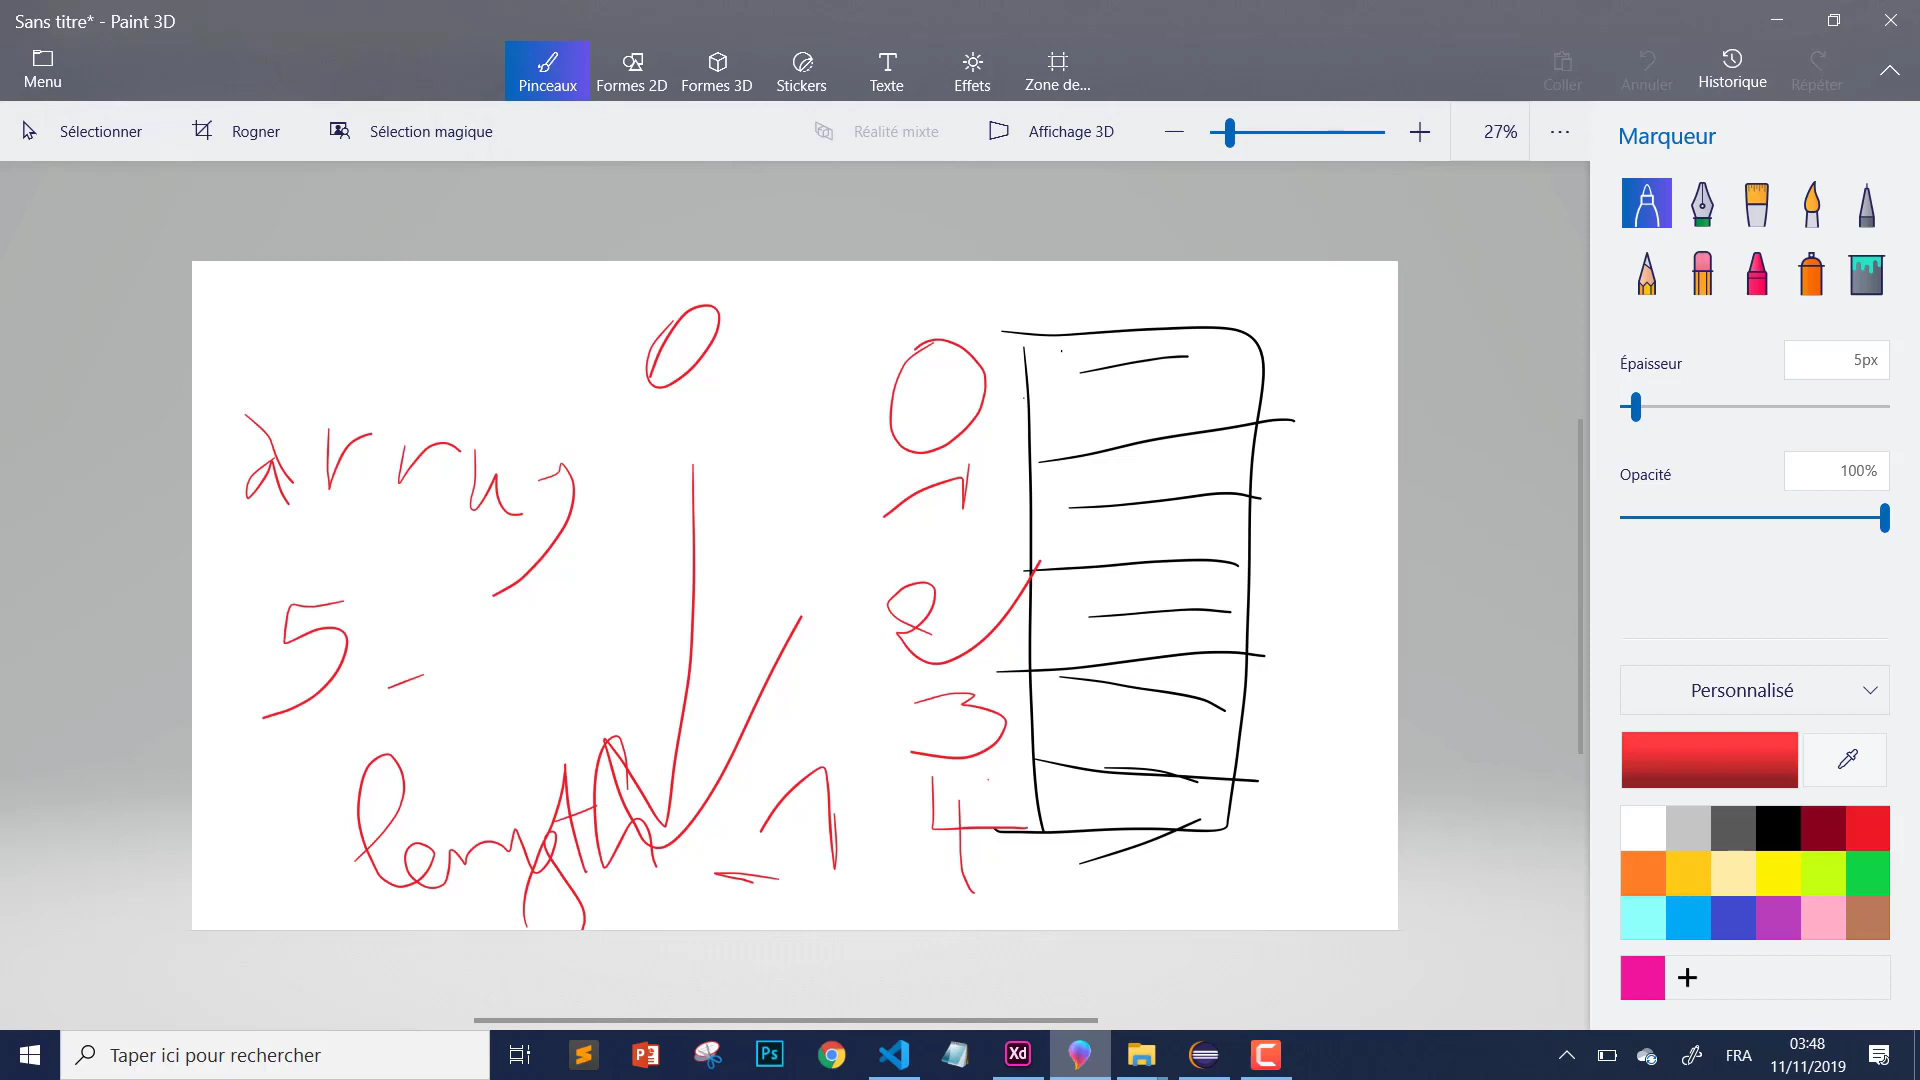 Sans titre* - Paint 3D
Menu
Pinceaux
Formes 2D
Formes 3D
Stickers
Texte
Effets
Zone de...
Coller
Annuler
Historique
Répéter
Sélectionner
Rogner
Sélection magique
Réalité mixte
Affichage 3D
27%
Marqueur
Épaisseur
5px
Opacité
100%
Personnalisé
0
array
5 -
length - 1
0
1
2
3
4
Taper ici pour rechercher
Ps
Xd
FRA
03:48
11/11/2019